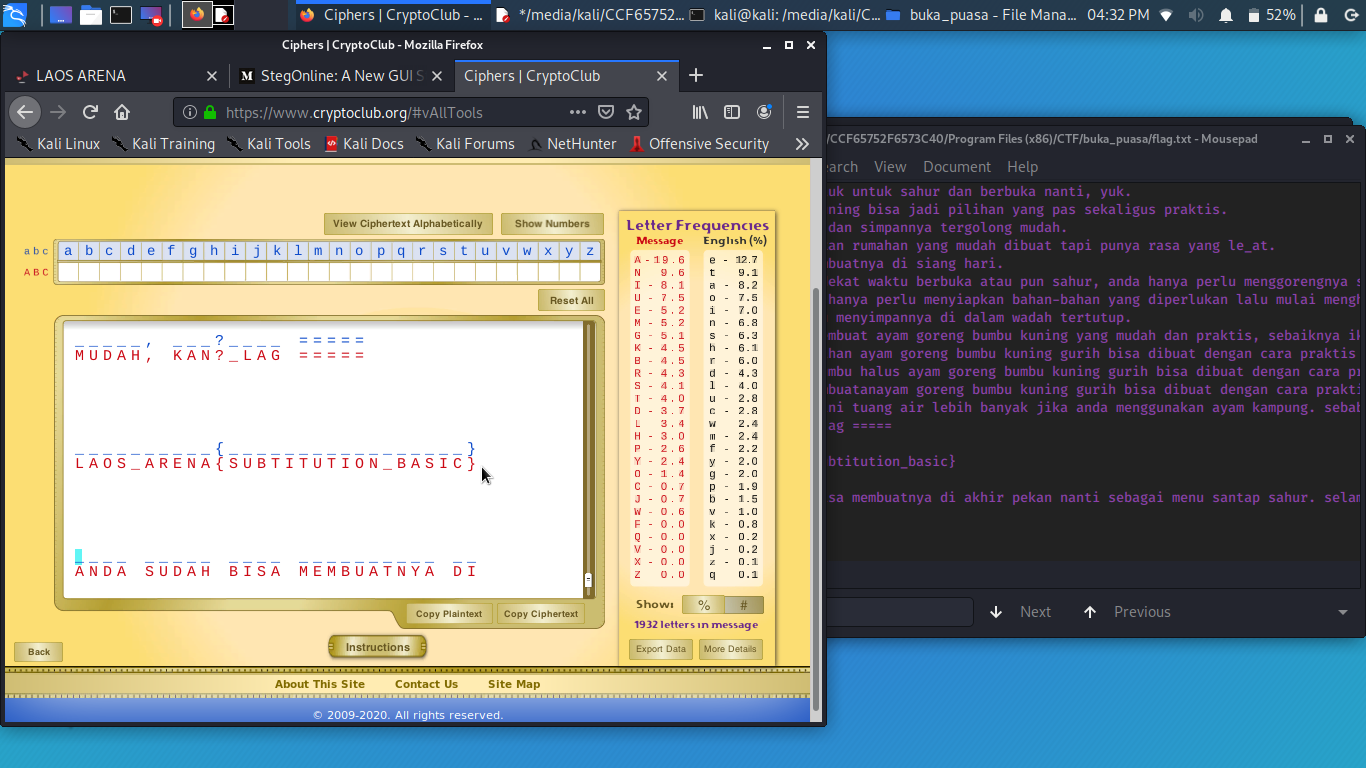 Ciphers | CryptoClub - ...
*/media/kali/CCF65752...
kali@kali: /media/kali/C...
buka_puasa - File Mana...
04:32 PM
52%
Ciphers | CryptoClub - Mozilla Firefox
LAOS ARENA
StegOnline: A New GUI S
Ciphers | CryptoClub
https://www.cryptoclub.org/#vAllTools
Kali Linux
Kali Training
Kali Tools
Kali Docs
Kali Forums
NetHunter
Offensive Security
View Ciphertext Alphabetically
Show Numbers
a b c
a b c d e f g h i j k l m n o p q r s t u v w x y z
A B C
Reset All
_____, ___?____ =====
MUDAH, KAN?_LAG =====
__________{_________________}
LAOS_ARENA{SUBTITUTION_BASIC}
____ _____ ____ __________ __
ANDA SUDAH BISA MEMBUATNYA DI
Copy Plaintext
Copy Ciphertext
Back
Instructions
Letter Frequencies
Message English (%)
A - 19.6 e - 12.7
N 9.6 t 9.1
I - 8.1 a - 8.2
U - 7.5 o - 7.5
E - 5.2 i - 7.0
M - 5.2 n - 6.8
G - 5.1 s - 6.3
K - 4.5 h - 6.1
B - 4.5 r - 6.0
R - 4.3 d - 4.3
S - 4.1 l - 4.0
T - 4.0 u - 2.8
D - 3.7 c - 2.8
L 3.4 w 2.4
H - 3.0 m - 2.4
P - 2.6 f - 2.2
Y - 2.4 y - 2.0
O - 1.4 g - 2.0
C - 0.7 p - 1.9
J - 0.7 b - 1.5
W - 0.6 v - 1.0
F - 0.0 k - 0.8
Q - 0.0 x - 0.2
V - 0.0 j - 0.2
X - 0.0 z - 0.1
Z 0.0 q 0.1
Show: % #
1932 letters in message
Export Data
More Details
About This Site
Contact Us
Site Map
© 2009-2020. All rights reserved.
/CCF65752F6573C40/Program Files (x86)/CTF/buka_puasa/flag.txt - Mousepad
earch View Document Help
uk untuk sahur dan berbuka nanti, yuk.
ning bisa jadi pilihan yang pas sekaligus praktis.
dan simpannya tergolong mudah.
an rumahan yang mudah dibuat tapi punya rasa yang le_at.
buatnya di siang hari.
ekat waktu berbuka atau pun sahur, anda hanya perlu menggorengnya s
hanya perlu menyiapkan bahan-bahan yang diperlukan lalu mulai mengh
menyimpannya di dalam wadah tertutup.
mbuat ayam goreng bumbu kuning yang mudah dan praktis, sebaiknya ik
han ayam goreng bumbu kuning gurih bisa dibuat dengan cara praktis
mbu halus ayam goreng bumbu kuning gurih bisa dibuat dengan cara pr
buatanayam goreng bumbu kuning gurih bisa dibuat dengan cara prakti
ni tuang air lebih banyak jika anda menggunakan ayam kampung. sebab
ag =====
btitution_basic}
sa membuatnya di akhir pekan nanti sebagai menu santap sahur. selam
Next
Previous